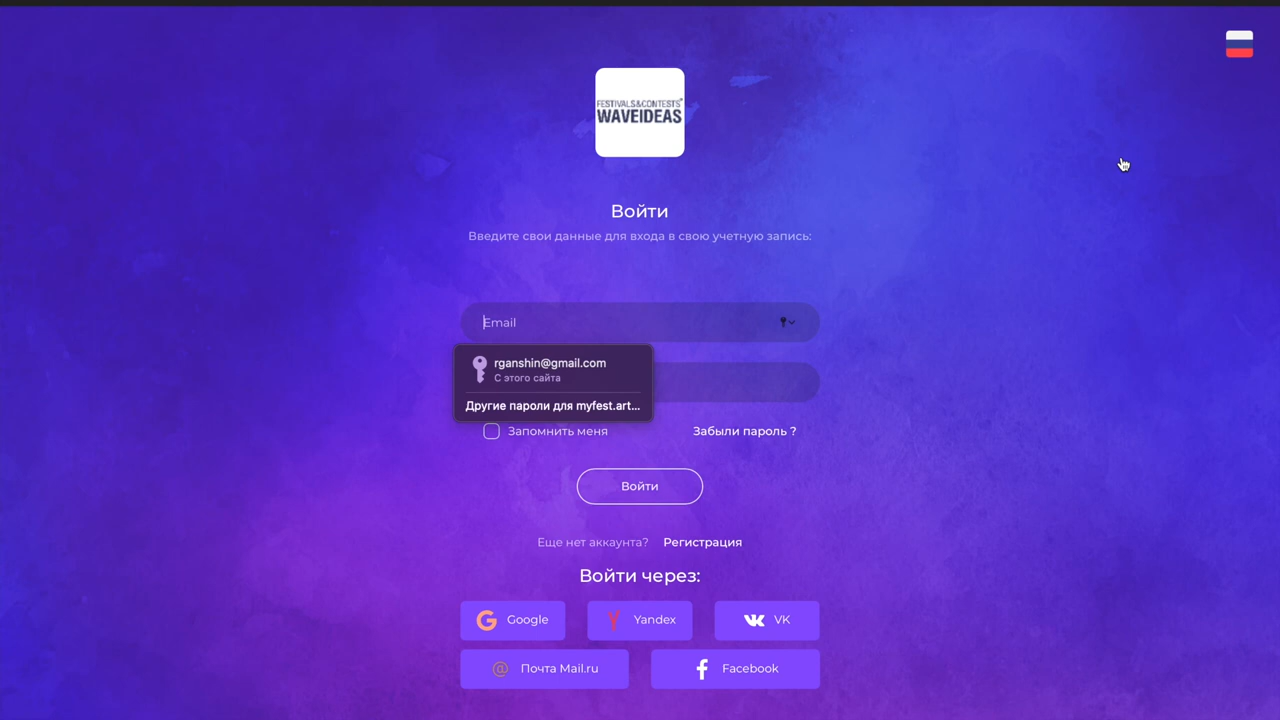 FESTIVALS&CONTESTS
WAVEIDEAS
Войти
Введите свои данные для входа в свою учетную запись:
Email
rganshin@gmail.com
С этого сайта
Другие пароли для myfest.art...
Запомнить меня
Забыли пароль ?
Войти
Еще нет аккаунта? Регистрация
Войти через:
Google
Yandex
VK
Почта Mail.ru
Facebook